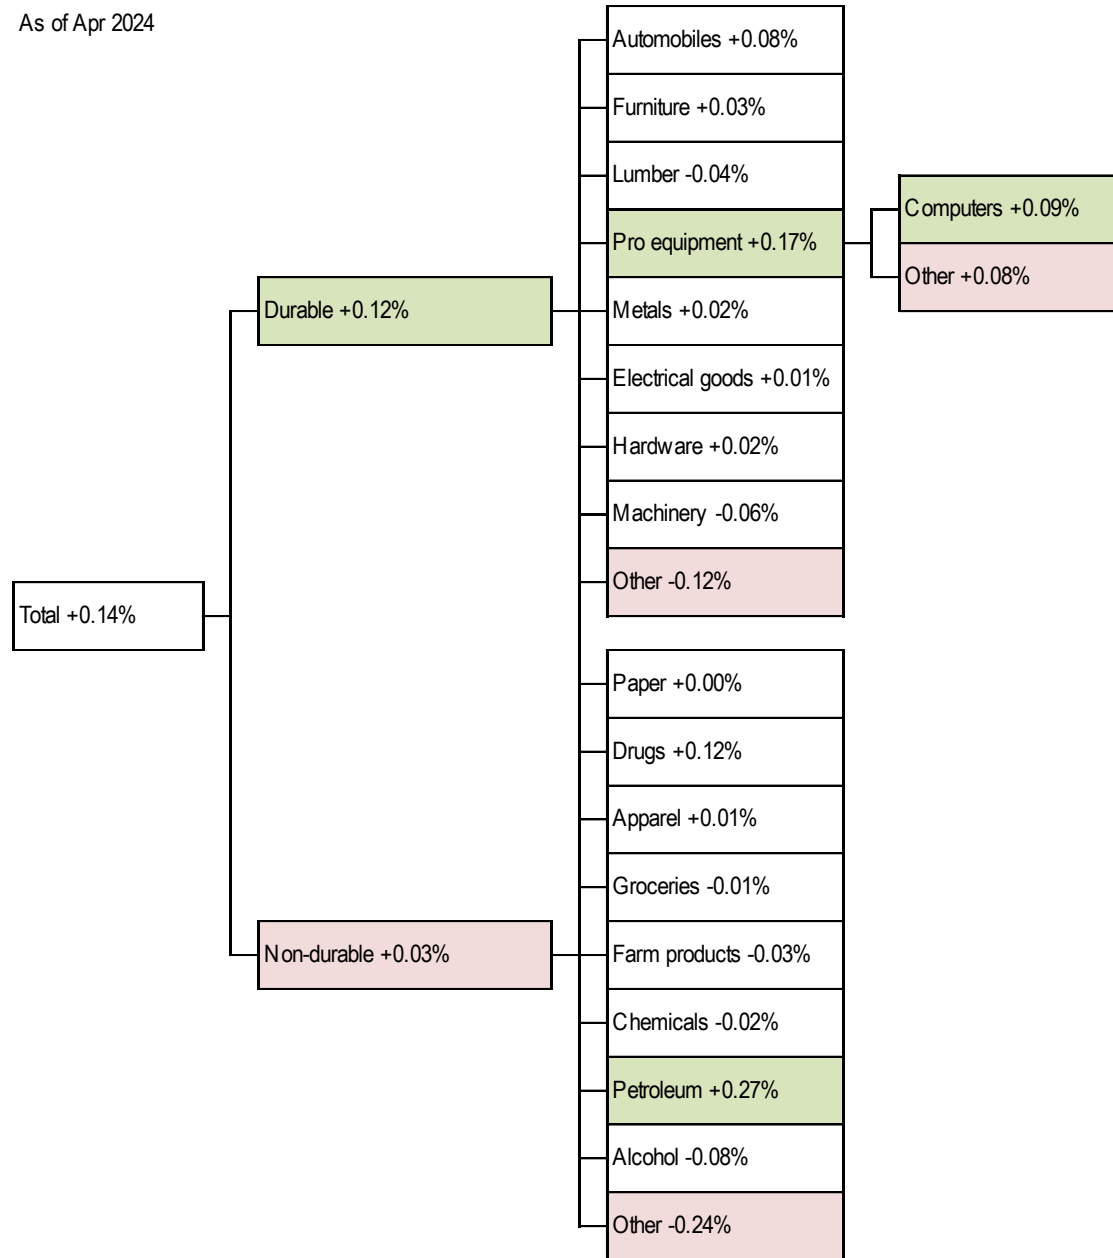 As of Apr 2024
Total +0.14%
Durable +0.12%
Automobiles +0.08%
Furniture +0.03%
Lumber -0.04%
Pro equipment +0.17%
Computers +0.09%
Other +0.08%
Metals +0.02%
Electrical goods +0.01%
Hardware +0.02%
Machinery -0.06%
Other -0.12%
Non-durable +0.03%
Paper +0.00%
Drugs +0.12%
Apparel +0.01%
Groceries -0.01%
Farm products -0.03%
Chemicals -0.02%
Petroleum +0.27%
Alcohol -0.08%
Other -0.24%